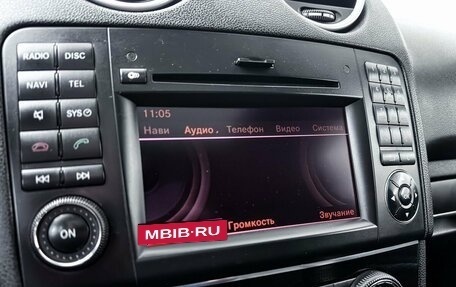 RADIO DISC
NAVI TEL
SYS
ON
11:05
Нави Аудио Телефон Видео Система
Громкость Звучание
MBIB.RU